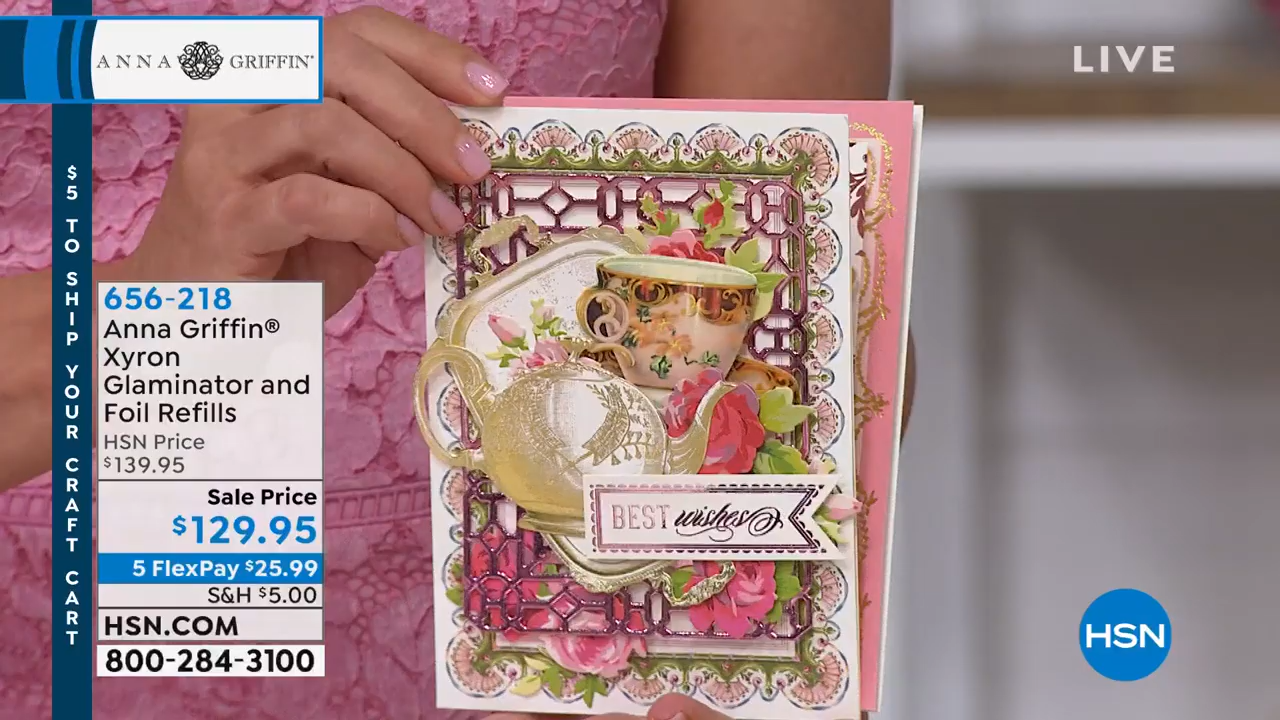 ANNA GRIFFIN®
LIVE
$5 TO SHIP YOUR CRAFT CART
656-218
Anna Griffin®
Xyron
Glaminator and
Foil Refills
HSN Price
$139.95
Sale Price
$129.95
5 FlexPay $25.99
S&H $5.00
HSN.COM
800-284-3100
BEST wishes
HSN